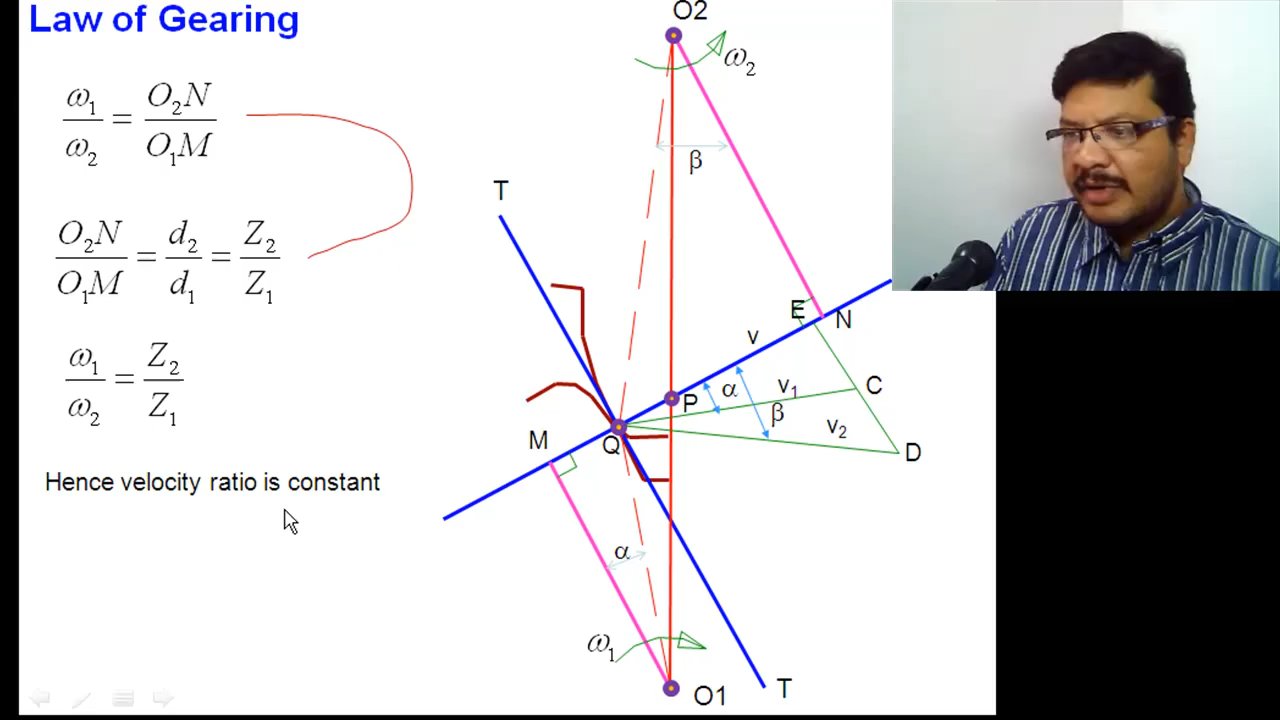 Law of Gearing
ω₁/ω₂ = O₂N/O₁M
O₂N/O₁M = d₂/d₁ = Z₂/Z₁
ω₁/ω₂ = Z₂/Z₁
Hence velocity ratio is constant
O2
ω₂
β
T
E
N
v
P
α
v₁
C
β
v₂
D
Q
M
α
ω₁
O1
T